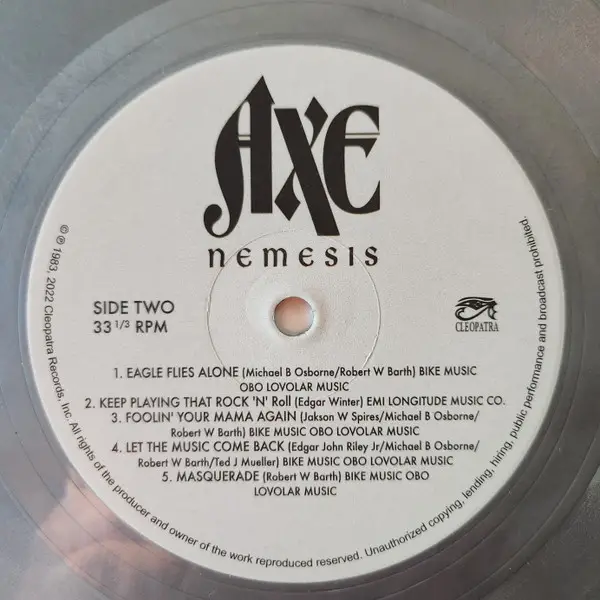 AXE
NEMESIS
SIDE TWO
33 1/3 RPM
CLEOPATRA
1. EAGLE FLIES ALONE (Michael B Osborne/Robert W Barth) BIKE MUSIC
OBO LOVOLAR MUSIC
2. KEEP PLAYING THAT ROCK 'N' Roll (Edgar Winter) EMI LONGITUDE MUSIC CO.
3. FOOLIN' YOUR MAMA AGAIN (Jakson W Spires/Michael B Osborne/
Robert W Barth) BIKE MUSIC OBO LOVOLAR MUSIC
4. LET THE MUSIC COME BACK (Edgar John Riley Jr/Michael B Osborne/
Robert W Barth/Ted J Mueller) BIKE MUSIC OBO LOVOLAR MUSIC
5. MASQUERADE (Robert W Barth) BIKE MUSIC OBO
LOVOLAR MUSIC
© ℗ 1983, 2022 Cleopatra Records, Inc. All rights of the producer and owner of the work reproduced reserved. Unauthorized copying, lending, hiring, public performance and broadcast prohibited.